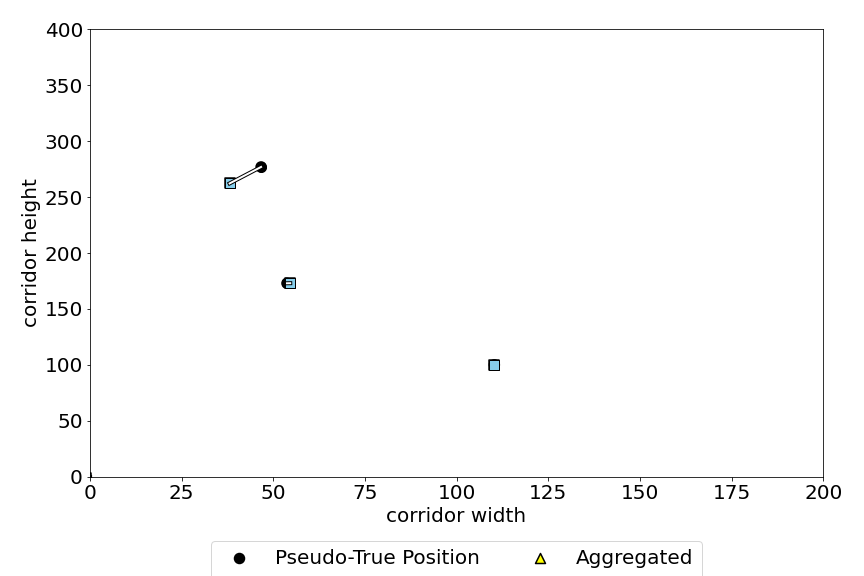 400
350
300
250
200
150
100
50
0
corridor height
0 25 50 75 100 125 150 175 200
corridor width
Pseudo-True Position Aggregated